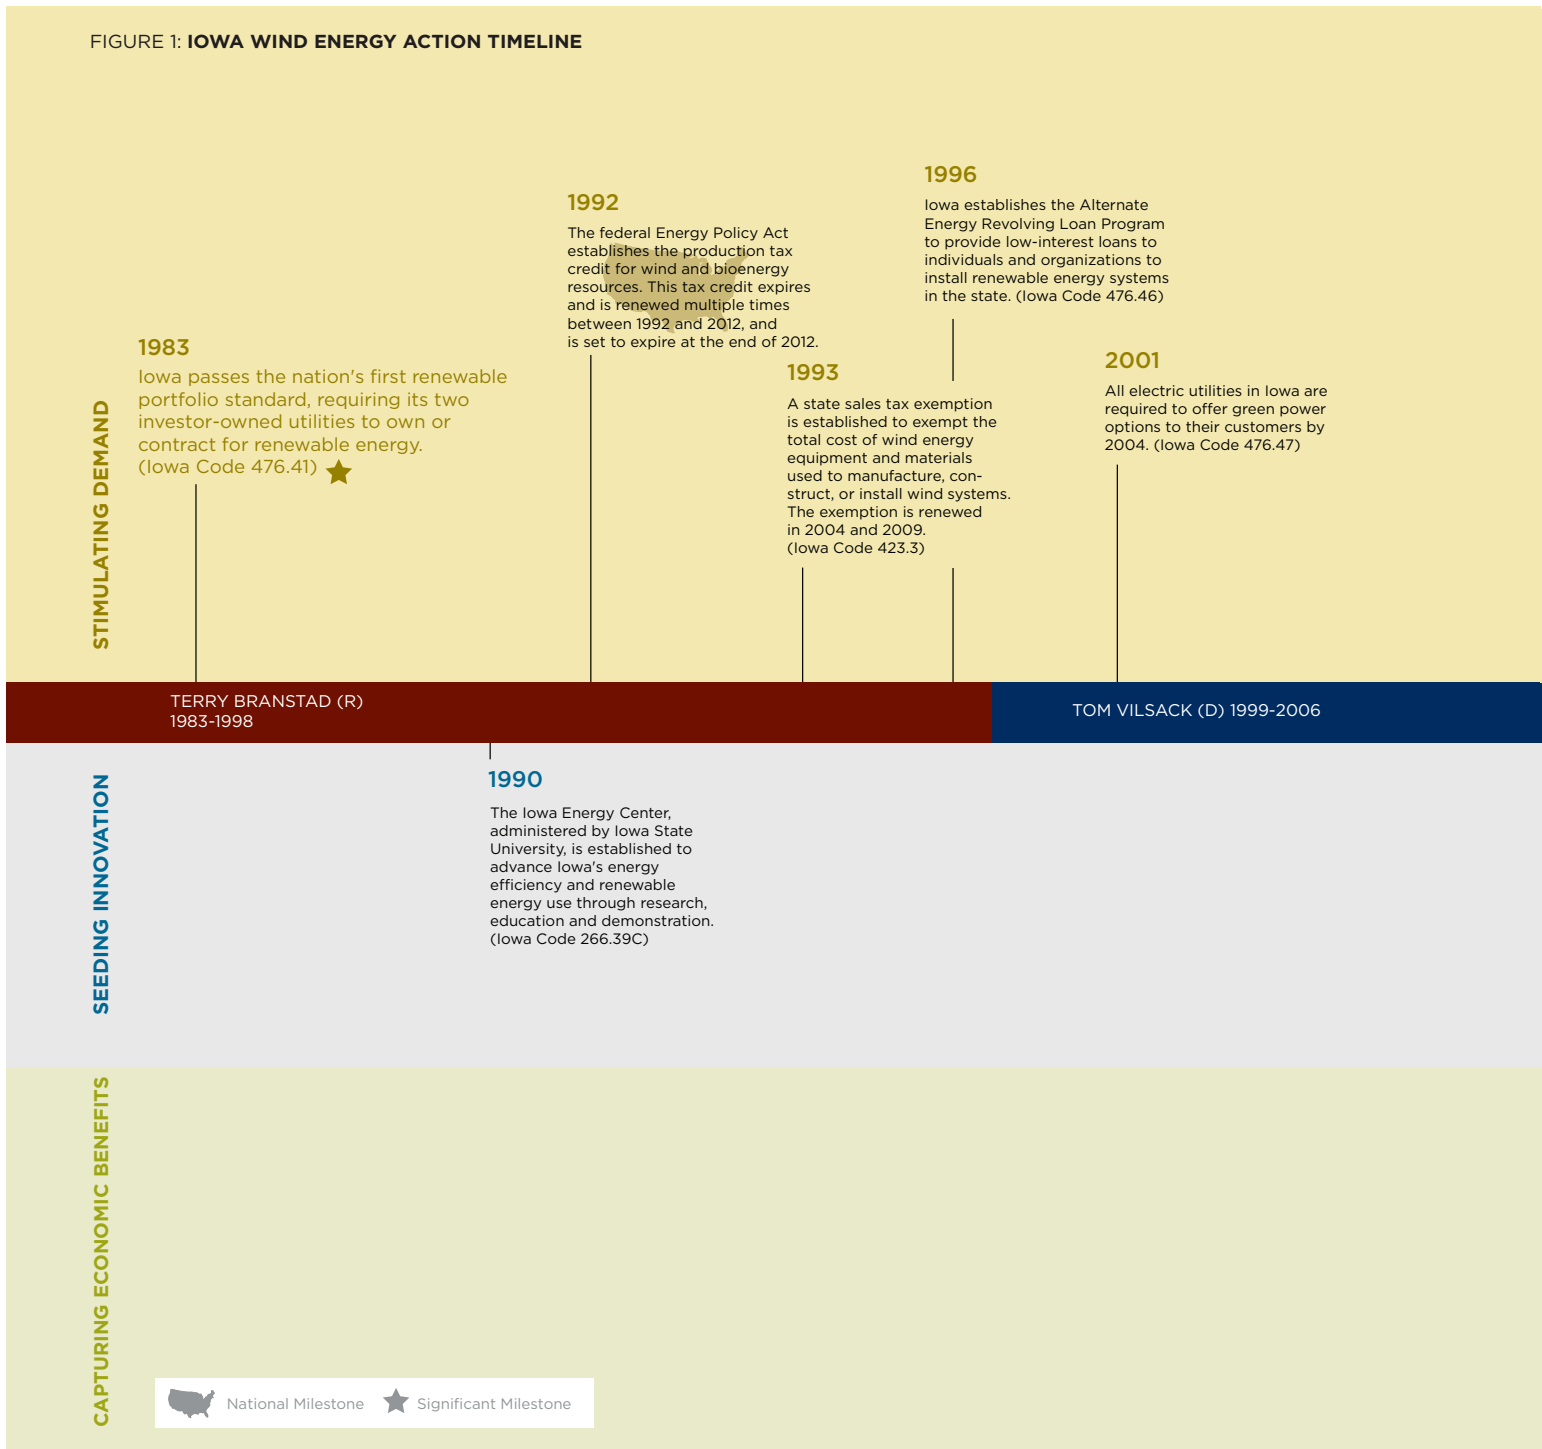 FIGURE 1: IOWA WIND ENERGY ACTION TIMELINE
STIMULATING DEMAND
1983
Iowa passes the nation's first renewable
portfolio standard, requiring its two
investor-owned utilities to own or
contract for renewable energy.
(Iowa Code 476.41)
1992
The federal Energy Policy Act
establishes the production tax
credit for wind and bioenergy
resources. This tax credit expires
and is renewed multiple times
between 1992 and 2012, and
is set to expire at the end of 2012.
1993
A state sales tax exemption
is established to exempt the
total cost of wind energy
equipment and materials
used to manufacture, con-
struct, or install wind systems.
The exemption is renewed
in 2004 and 2009.
(Iowa Code 423.3)
1996
Iowa establishes the Alternate
Energy Revolving Loan Program
to provide low-interest loans to
individuals and organizations to
install renewable energy systems
in the state. (Iowa Code 476.46)
2001
All electric utilities in Iowa are
required to offer green power
options to their customers by
2004. (Iowa Code 476.47)
TERRY BRANSTAD (R)
1983-1998
TOM VILSACK (D) 1999-2006
SEEDING INNOVATION
1990
The Iowa Energy Center,
administered by Iowa State
University, is established to
advance Iowa's energy
efficiency and renewable
energy use through research,
education and demonstration.
(Iowa Code 266.39C)
CAPTURING ECONOMIC BENEFITS
National Milestone
Significant Milestone